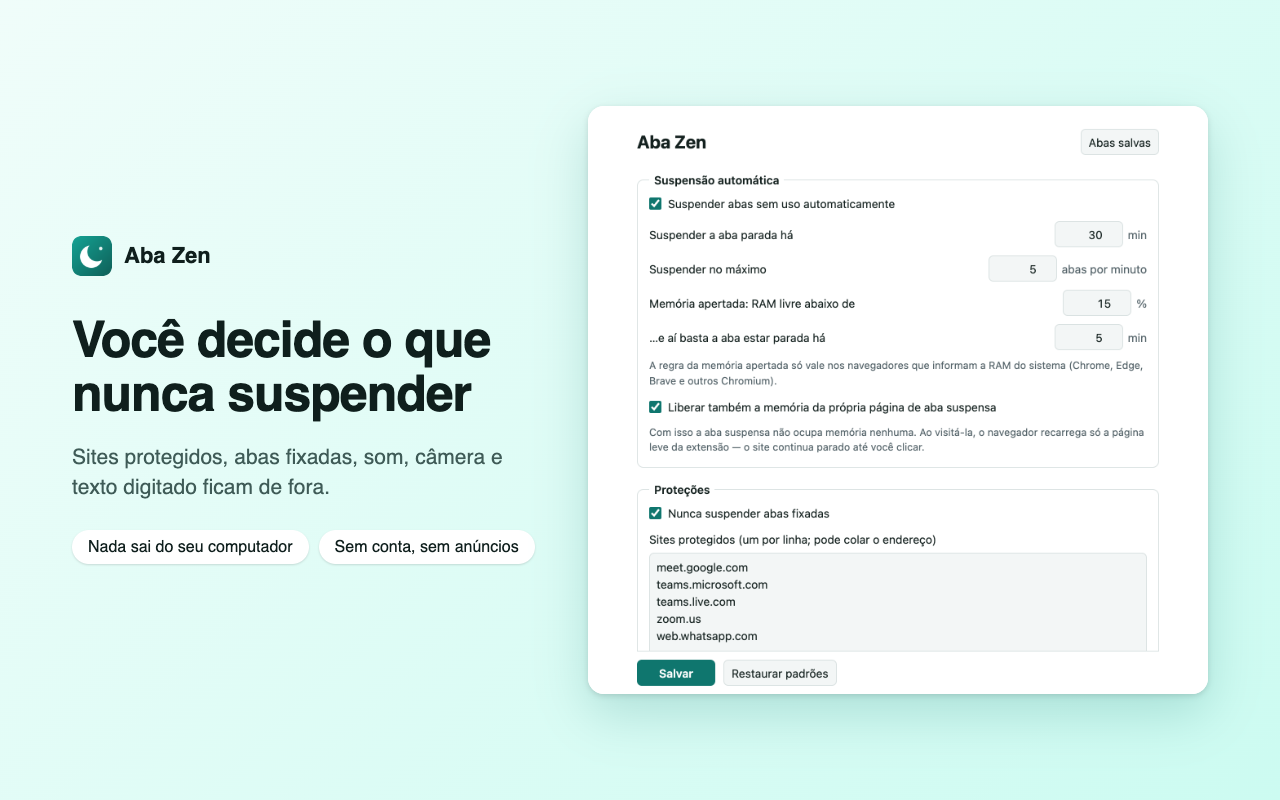 Aba Zen
Você decide o que
nunca suspender
Sites protegidos, abas fixadas, som, câmera e
texto digitado ficam de fora.
Nada sai do seu computador
Sem conta, sem anúncios
Aba Zen
Abas salvas
Suspensão automática
Suspender abas sem uso automaticamente
Suspender a aba parada há 30 min
Suspender no máximo 5 abas por minuto
Memória apertada: RAM livre abaixo de 15 %
...e aí basta a aba estar parada há 5 min
A regra da memória apertada só vale nos navegadores que informam a RAM do sistema (Chrome, Edge,
Brave e outros Chromium).
Liberar também a memória da própria página de aba suspensa
Com isso a aba suspensa não ocupa memória nenhuma. Ao visitá-la, o navegador recarrega só a página
leve da extensão — o site continua parado até você clicar.
Proteções
Nunca suspender abas fixadas
Sites protegidos (um por linha; pode colar o endereço)
meet.google.com
teams.microsoft.com
teams.live.com
zoom.us
web.whatsapp.com
Salvar
Restaurar padrões